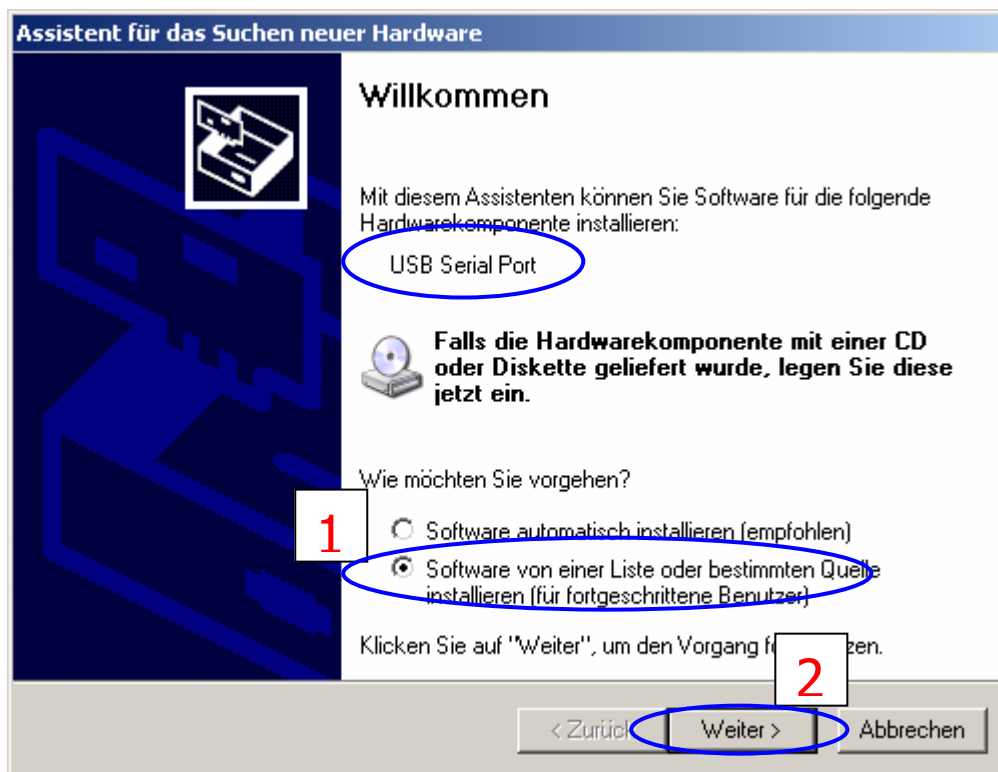 Assistent für das Suchen neuer Hardware
Willkommen
Mit diesem Assistenten können Sie Software für die folgende
Hardwarekomponente installieren:
USB Serial Port
Falls die Hardwarekomponente mit einer CD
oder Diskette geliefert wurde, legen Sie diese
jetzt ein.
Wie möchten Sie vorgehen?
1
Software automatisch installieren (empfohlen)
Software von einer Liste oder bestimmten Quelle
installieren (für fortgeschrittene Benutzer)
Klicken Sie auf "Weiter", um den Vorgang
2
< Zurück
Weiter >
Abbrechen